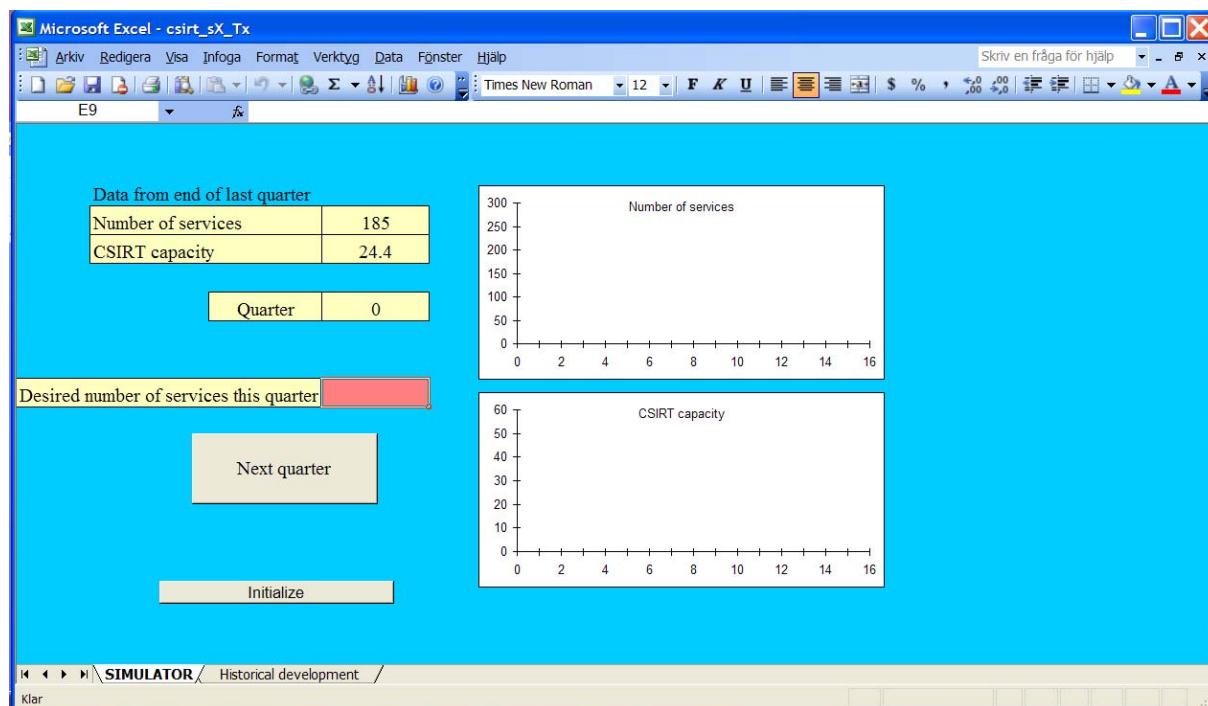 Microsoft Excel - csirt_sX_Tx
Arkiv Redigera Visa Infoga Format Verktyg Data Fönster Hjälp
Skriv en fråga för hjälp
Times New Roman 12 F K U $ %
E9 fx
Data from end of last quarter
Number of services 185
CSIRT capacity 24.4
Quarter 0
Desired number of services this quarter
Next quarter
Initialize
Number of services
300
250
200
150
100
50
0
0 2 4 6 8 10 12 14 16
CSIRT capacity
60
50
40
30
20
10
0
0 2 4 6 8 10 12 14 16
SIMULATOR Historical development
Klar